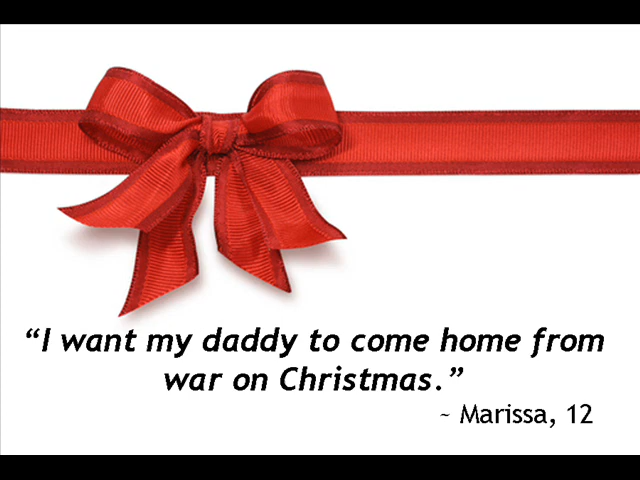 “I want my daddy to come home from
war on Christmas.”
~ Marissa, 12